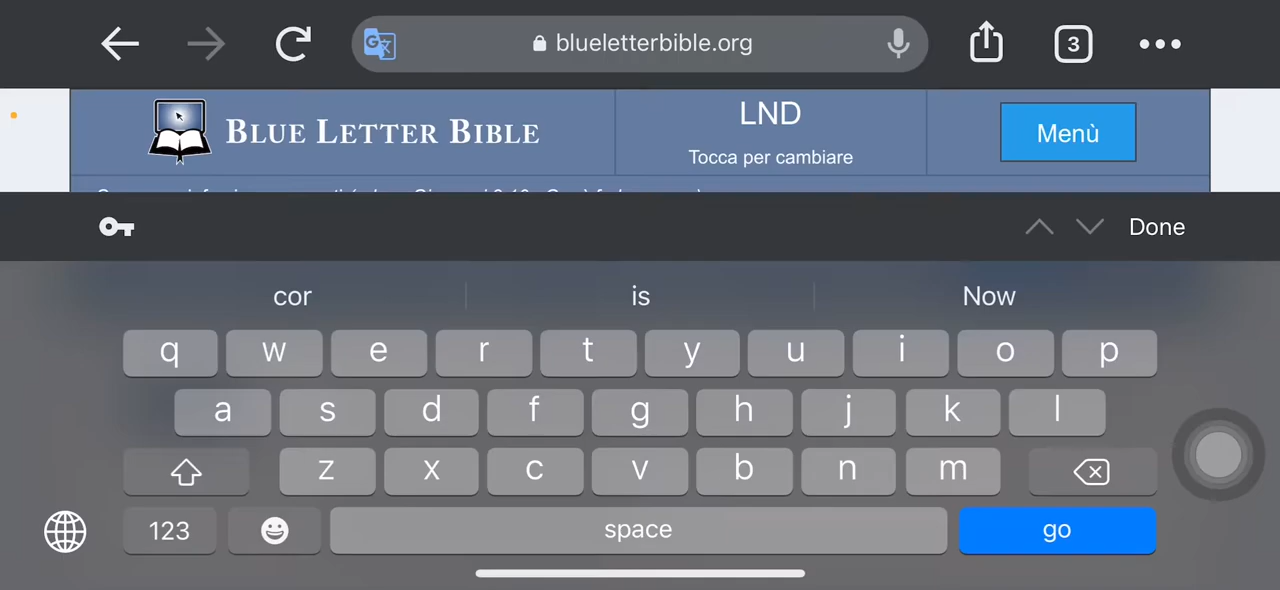 blueletterbible.org
3
BLUE LETTER BIBLE
LND
Tocca per cambiare
Menù
Done
cor is Now
q w e r t y u i o p
a s d f g h j k l
z x c v b n m
123 space go